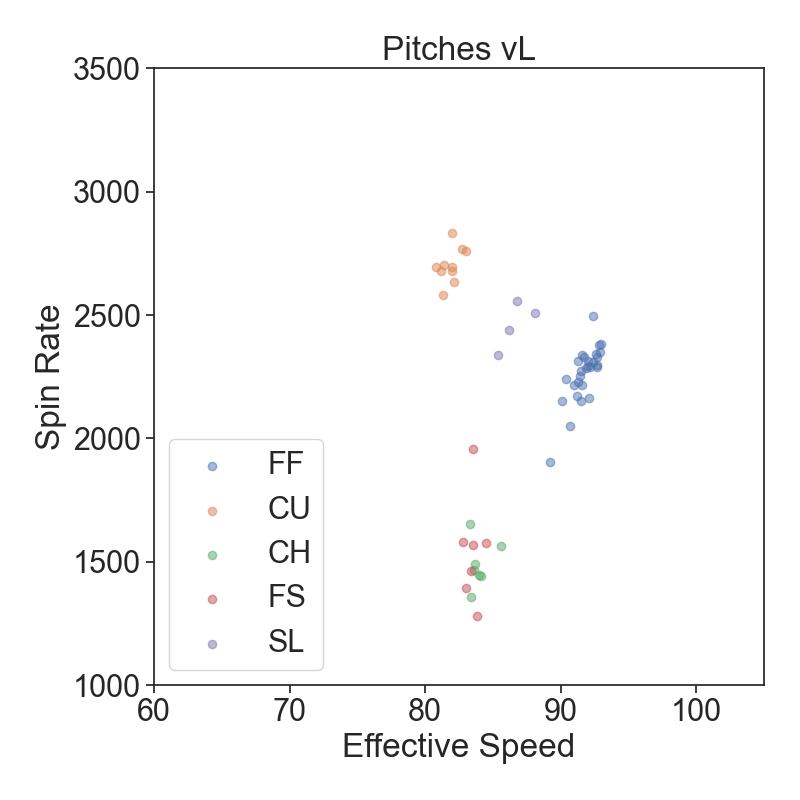 Pitches vL
3500
3000
2500
2000
1500
1000
Spin Rate
FF
CU
CH
FS
SL
60 70 80 90 100
Effective Speed